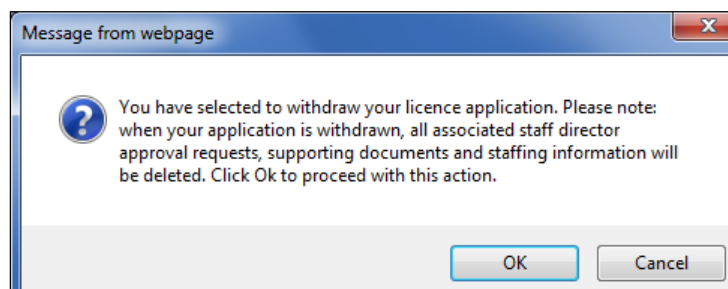 Message from webpage
X
You have selected to withdraw your licence application. Please note:
when your application is withdrawn, all associated staff director
approval requests, supporting documents and staffing information will
be deleted. Click Ok to proceed with this action.
OK
Cancel